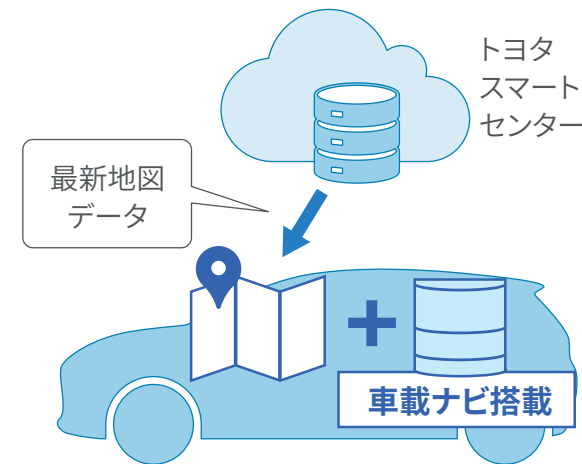 トヨタ
スマート
センター
最新地図
データ
車載ナビ搭載